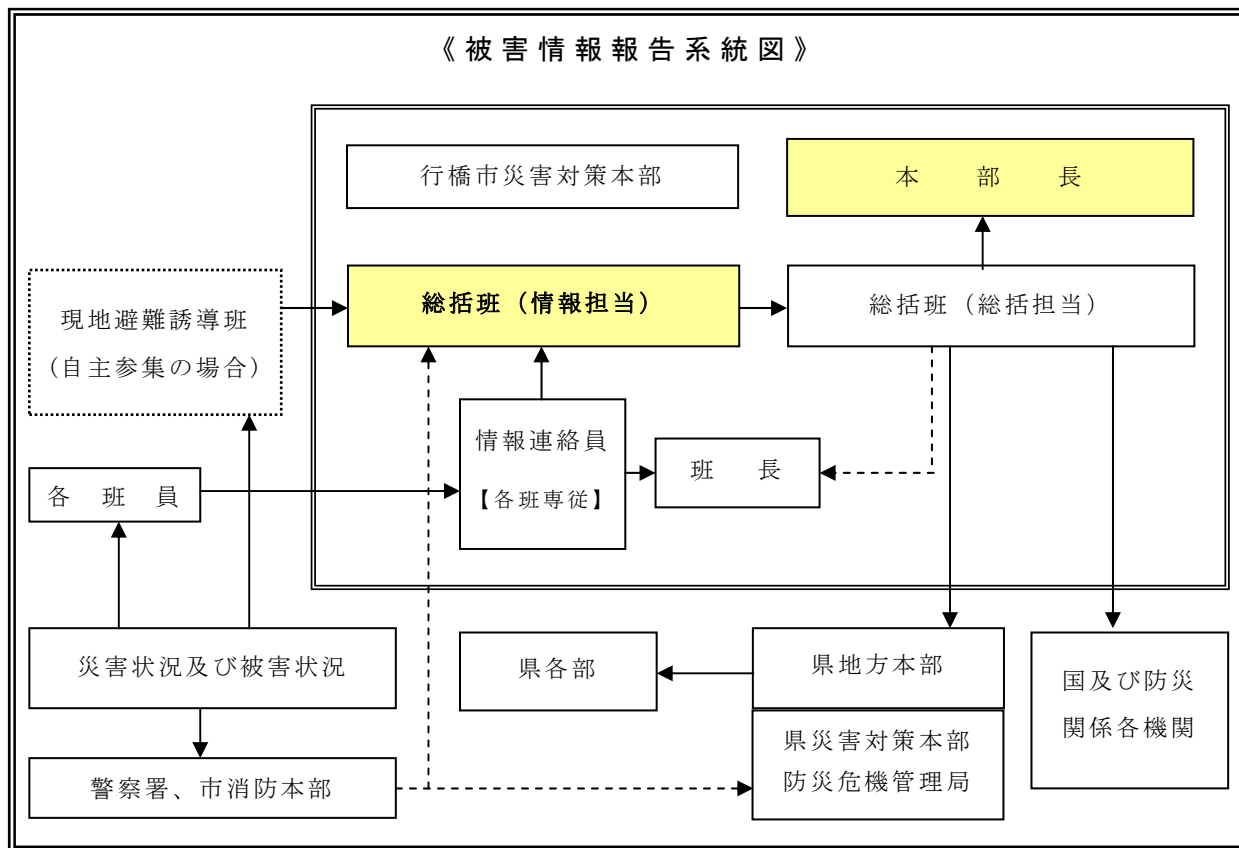 《被害情報報告系統図》
行橋市災害対策本部
本部長
現地避難誘導班
（自主参集の場合）
総括班（情報担当）
総括班（総括担当）
情報連絡員
【各班専従】
班長
各班員
災害状況及び被害状況
県各部
県地方本部
国及び防災
関係各機関
県災害対策本部
防災危機管理局
警察署、市消防本部